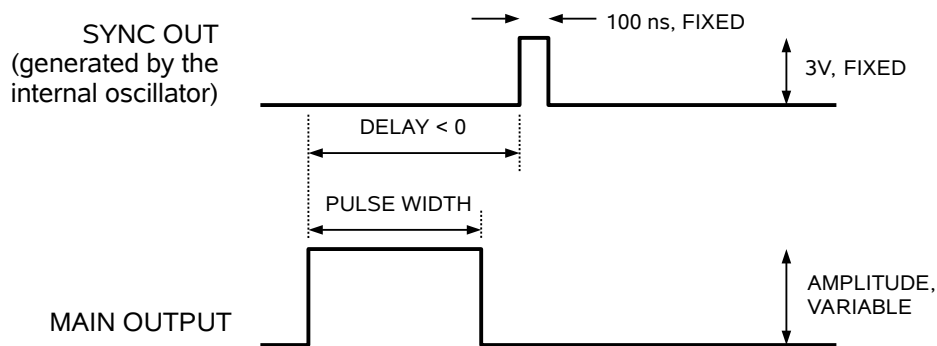 100 ns, FIXED
SYNC OUT
(generated by the
internal oscillator)
3V, FIXED
DELAY < 0
PULSE WIDTH
AMPLITUDE,
VARIABLE
MAIN OUTPUT